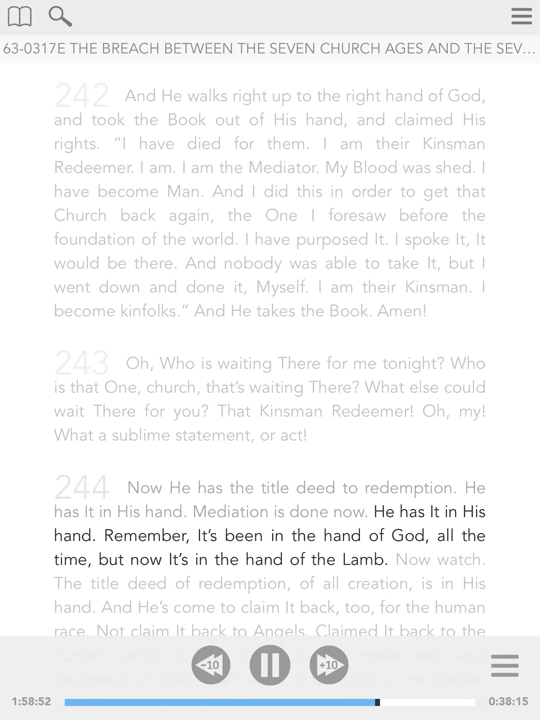 63-0317E THE BREACH BETWEEN THE SEVEN CHURCH AGES AND THE SEV...
242 And He walks right up to the right hand of God,
and took the Book out of His hand, and claimed His
rights. “I have died for them. I am their Kinsman
Redeemer. I am. I am the Mediator. My Blood was shed. I
have become Man. And I did this in order to get that
Church back again, the One I foresaw before the
foundation of the world. I have purposed It. I spoke It, It
would be there. And nobody was able to take It, but I
went down and done it, Myself. I am their Kinsman. I
become kinfolks.” And He takes the Book. Amen!
243 Oh, Who is waiting There for me tonight? Who
is that One, church, that’s waiting There? What else could
wait There for you? That Kinsman Redeemer! Oh, my!
What a sublime statement, or act!
244 Now He has the title deed to redemption. He
has It in His hand. Mediation is done now. He has It in His
hand. Remember, It’s been in the hand of God, all the
time, but now It’s in the hand of the Lamb. Now watch.
The title deed of redemption, of all creation, is in His
hand. And He’s come to claim It back, too, for the human
race. Not claim It back to Angels. Claimed It back to the
-10 +10
1:58:52 0:38:15